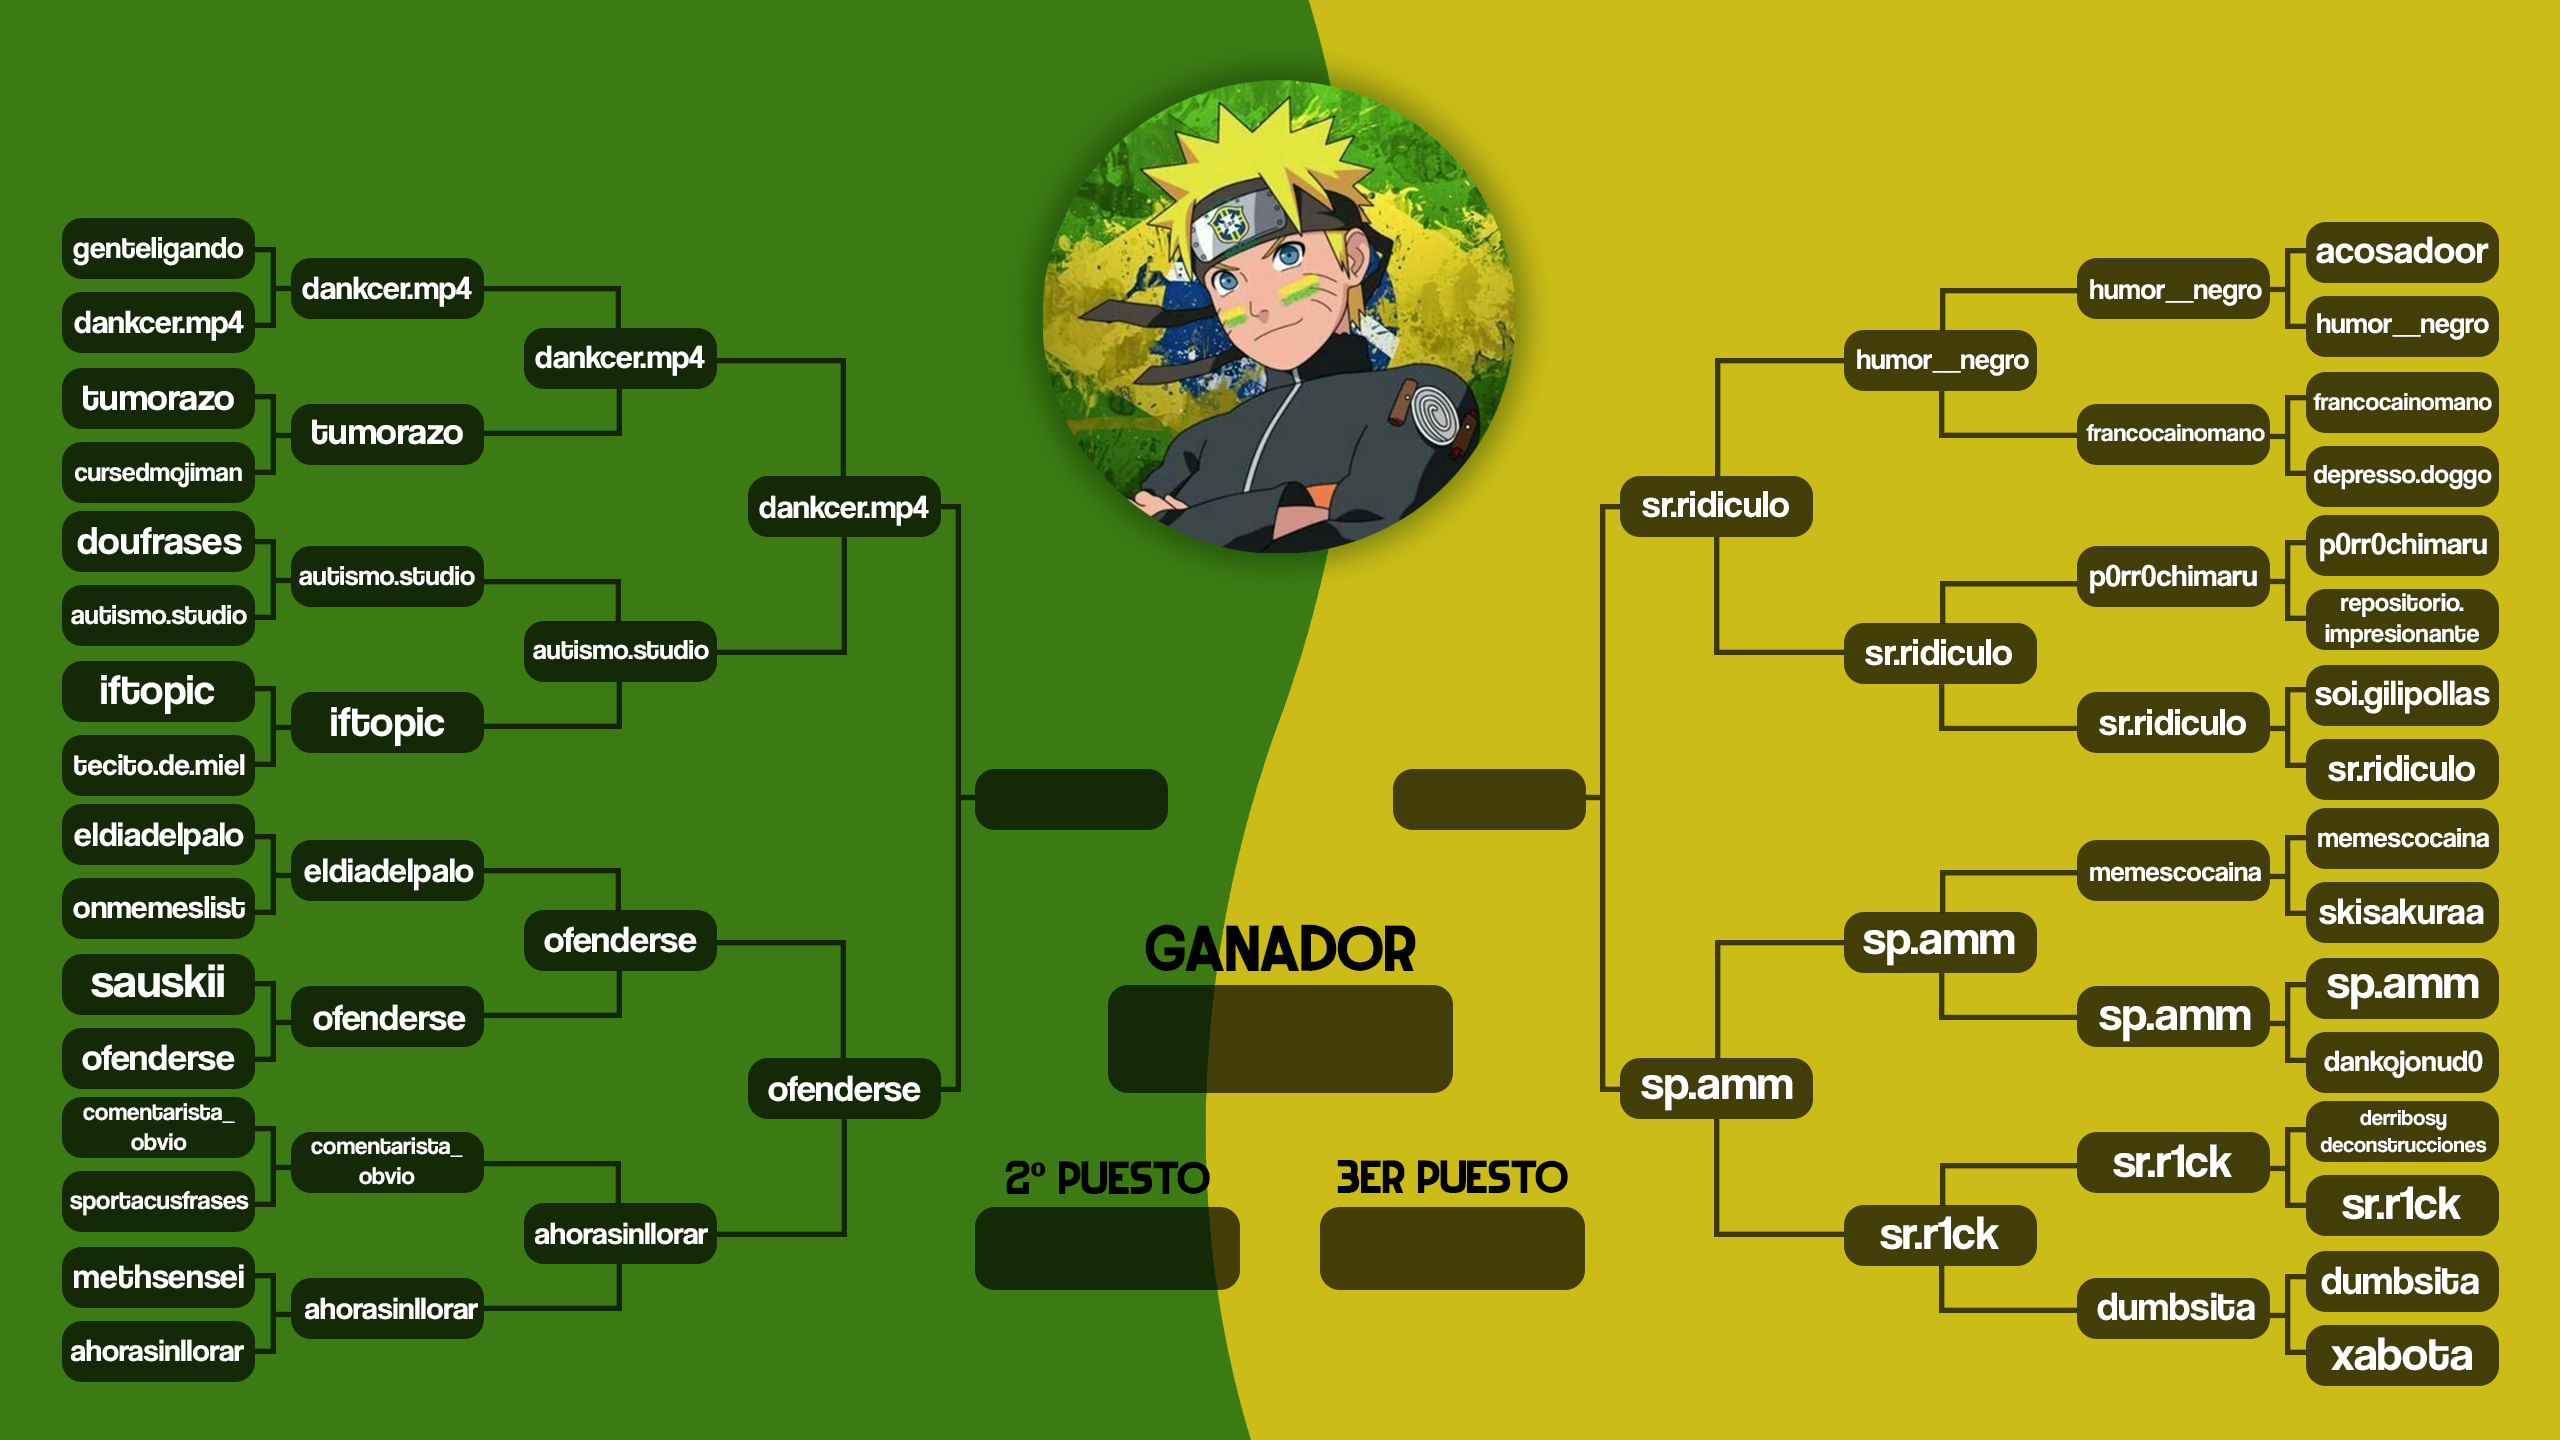 genteligando
dankcer.mp4
tumorazo
cursedmojiman
doufrases
autismo.studio
iftopic
tecito.de.miel
eldiadelpalo
onmemeslist
sauskii
ofenderse
comentarista_
obvio
sportacusfrases
methsensei
ahorasinllorar
dankcer.mp4
tumorazo
autismo.studio
iftopic
eldiadelpalo
ofenderse
comentarista_
obvio
ahorasinllorar
dankcer.mp4
autismo.studio
ofenderse
ahorasinllorar
dankcer.mp4
ofenderse
GANADOR
2º PUESTO
3ER PUESTO
sr.ridiculo
sp.amm
humor__negro
sr.ridiculo
sp.amm
sr.r1ck
humor__negro
francocainomano
p0rr0chimaru
sr.ridiculo
memescocaina
sp.amm
sr.r1ck
dumbsita
acosadoor
humor__negro
francocainomano
depresso.doggo
p0rr0chimaru
repositorio.
impresionante
soi.gilipollas
sr.ridiculo
memescocaina
skisakuraa
sp.amm
dankojonud0
derribosy
deconstrucciones
sr.r1ck
dumbsita
xabota